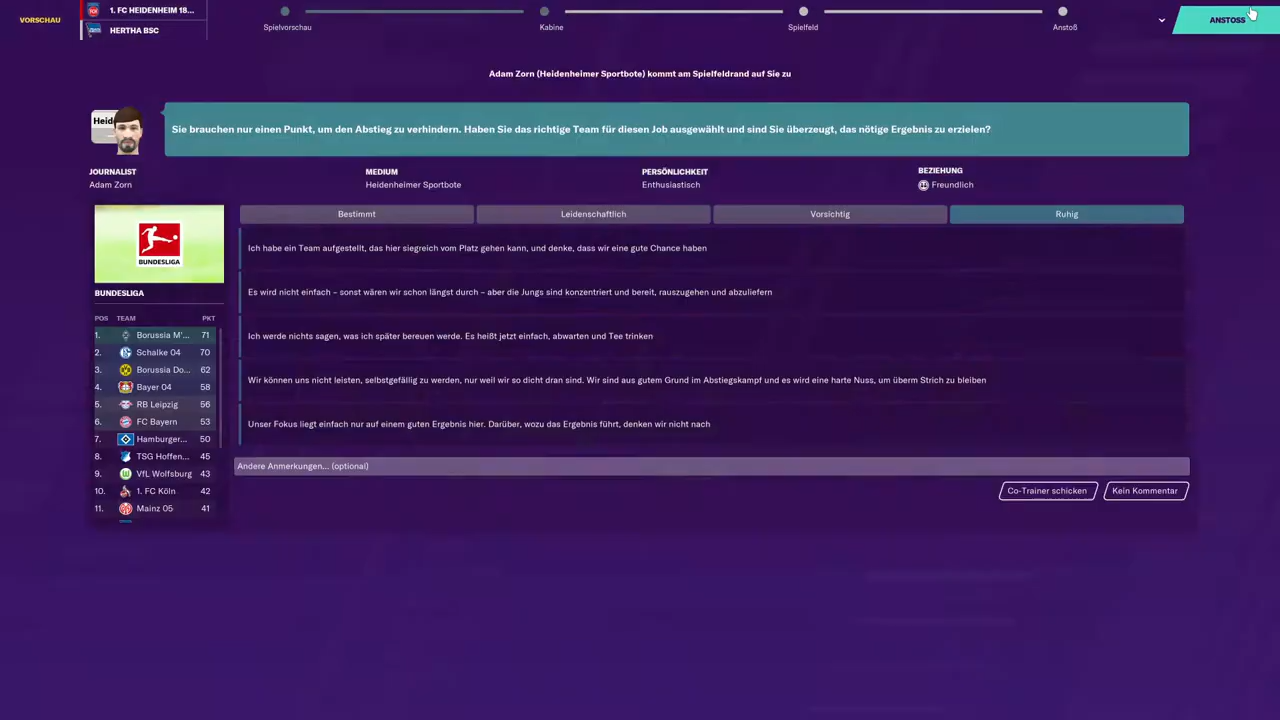 VORSCHAU
1. FC HEIDENHEIM 18...
HERTHA BSC
Spielvorschau
Kabine
Spielfeld
Anstoß
ANSTOSS
Adam Zorn (Heidenheimer Sportbote) kommt am Spielfeldrand auf Sie zu
Heid
Sie brauchen nur einen Punkt, um den Abstieg zu verhindern. Haben Sie das richtige Team für diesen Job ausgewählt und sind Sie überzeugt, das nötige Ergebnis zu erzielen?
JOURNALIST
Adam Zorn
MEDIUM
Heidenheimer Sportbote
PERSÖNLICHKEIT
Enthusiastisch
BEZIEHUNG
Freundlich
BUNDESLIGA
Bestimmt
Leidenschaftlich
Vorsichtig
Ruhig
Ich habe ein Team aufgestellt, das hier siegreich vom Platz gehen kann, und denke, dass wir eine gute Chance haben
Es wird nicht einfach – sonst wären wir schon längst durch – aber die Jungs sind konzentriert und bereit, rauszugehen und abzuliefern
Ich werde nichts sagen, was ich später bereuen werde. Es heißt jetzt einfach, abwarten und Tee trinken
Wir können uns nicht leisten, selbstgefällig zu werden, nur weil wir so dicht dran sind. Wir sind aus gutem Grund im Abstiegskampf und es wird eine harte Nuss, um überm Strich zu bleiben
Unser Fokus liegt einfach nur auf einem guten Ergebnis hier. Darüber, wozu das Ergebnis führt, denken wir nicht nach
Andere Anmerkungen... (optional)
Co-Trainer schicken
Kein Kommentar
BUNDESLIGA
POS TEAM PKT
1. Borussia M'... 71
2. Schalke 04 70
3. Borussia Do... 62
4. Bayer 04 58
5. RB Leipzig 56
6. FC Bayern 53
7. Hamburger... 50
8. TSG Hoffen... 45
9. VfL Wolfsburg 43
10. 1. FC Köln 42
11. Mainz 05 41